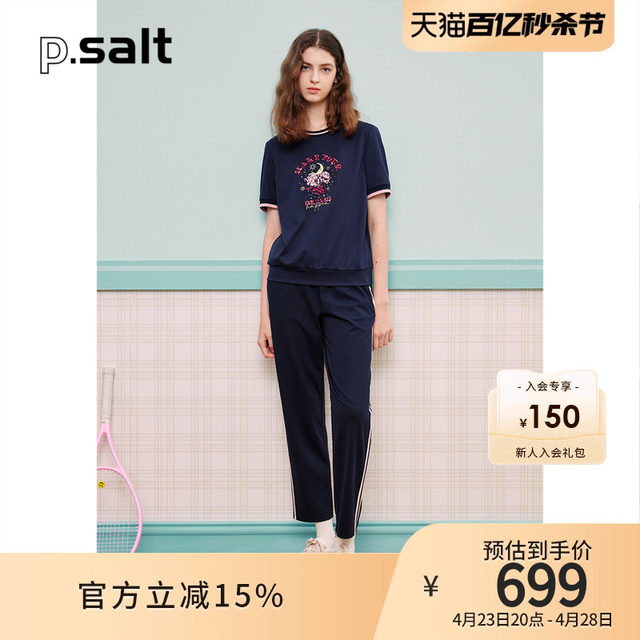 p.salt
天猫百亿秒杀节
MAKE YOUR
- 入会专享 -
¥150
新人入会礼包
官方立减15%
预估到手价
¥ 699
4月23日20点 - 4月28日